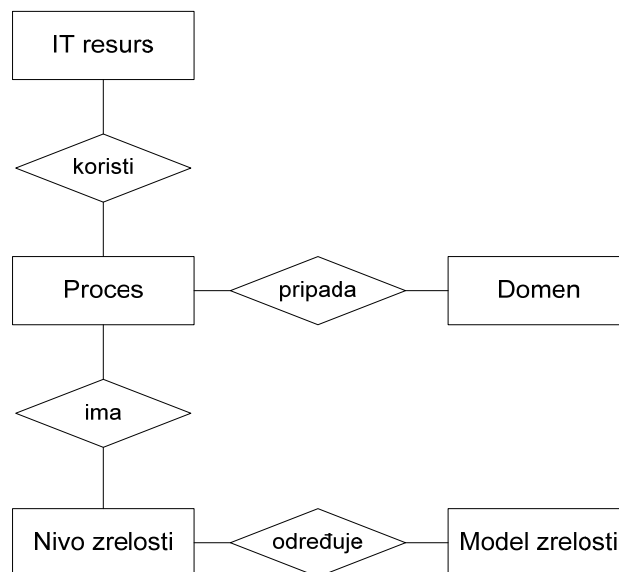 IT resurs
koristi
Proces
pripada
Domen
ima
Nivo zrelosti
određuje
Model zrelosti